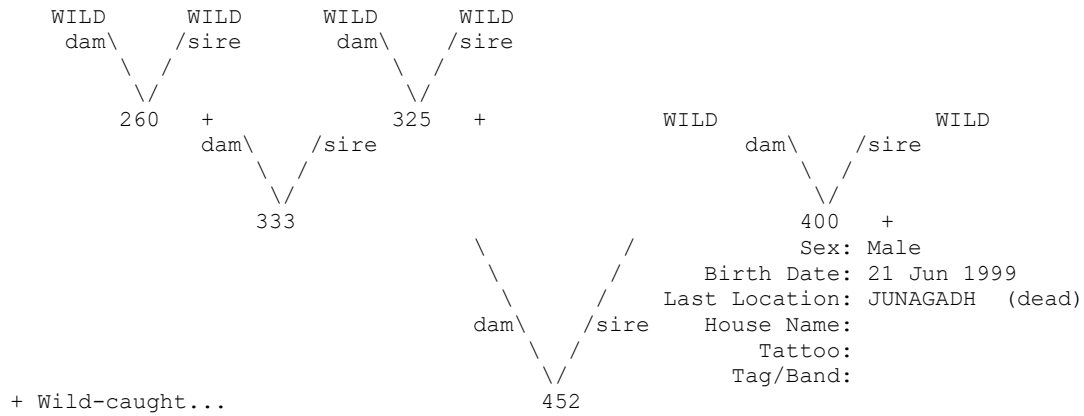 WILD WILD WILD WILD
dam\ /sire dam\ /sire
\ / \ /
\/ \/
260 + 325 + WILD WILD
dam\ /sire dam\ /sire
\ / \ /
\/ \/
333 400 +
\ / Sex: Male
\ / Birth Date: 21 Jun 1999
\ / Last Location: JUNAGADH (dead)
dam\ /sire House Name:
\ / Tattoo:
\/ Tag/Band:
+ Wild-caught... 452